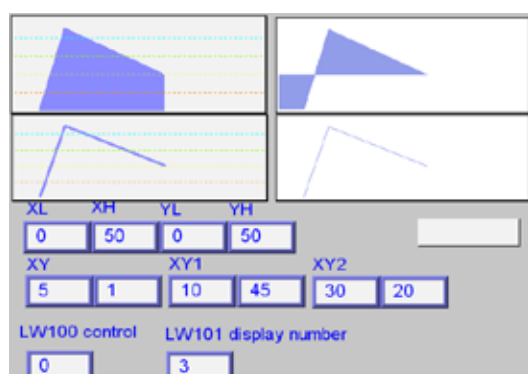 XL XH YL YH
0 50 0 50
XY XY1 XY2
5 1 10 45 30 20
LW100 control LW101 display number
0 3